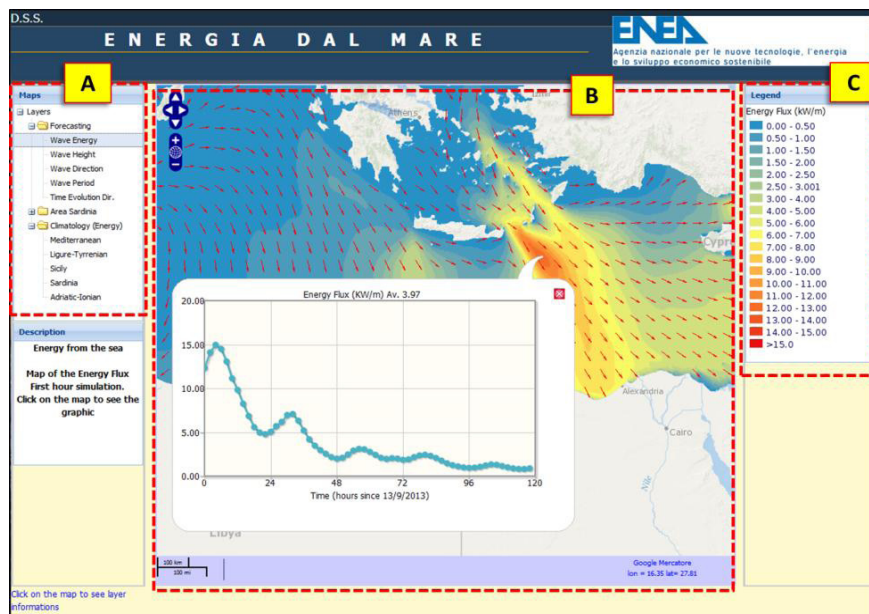 D.S.S.
ENERGIA DAL MARE
ENEA
Agenzia nazionale per le nuove tecnologie, l'energia
e lo sviluppo economico sostenibile
A
Maps
Layers
Forecasting
Wave Energy
Wave Height
Wave Direction
Wave Period
Time Evolution Dir.
Area Sardinia
Climatology (Energy)
Mediterranean
Ligure-Tyrrenian
Sicily
Sardinia
Adriatic-Ionian
Description
Energy from the sea
Map of the Energy Flux
First hour simulation.
Click on the map to see the
graphic
Click on the map to see layer
informations
B
Athens
Izmir
Cypr
Alexandria
Cairo
Nile
Libya
Energy Flux (KW/m) Av. 3.97
20.00
15.00
10.00
5.00
0.00
0 24 48 72 96 120
Time (hours since 13/9/2013)
100 km
100 mi
Google Mercatore
lon = 16.35 lat= 27.81
C
Legend
Energy Flux (kW/m)
0.00 - 0.50
0.50 - 1.00
1.00 - 1.50
1.50 - 2.00
2.00 - 2.50
2.50 - 3.001
3.00 - 4.00
4.00 - 5.00
5.00 - 6.00
6.00 - 7.00
7.00 - 8.00
8.00 - 9.00
9.00 - 10.00
10.00 - 11.00
11.00 - 12.00
12.00 - 13.00
13.00 - 14.00
14.00 - 15.00
>15.0